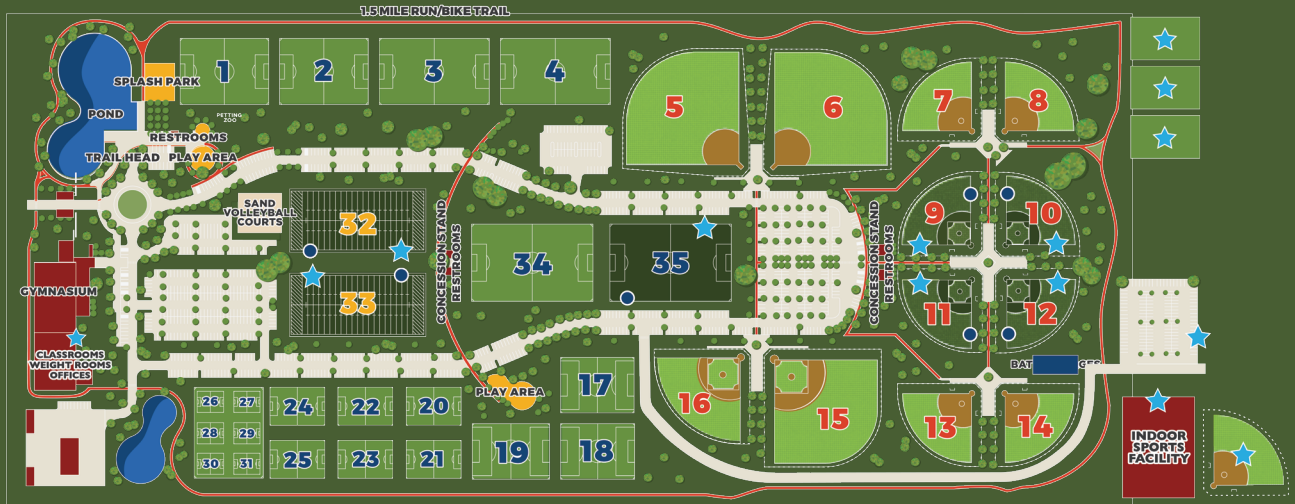 1.5 MILE RUN/BIKE TRAIL
SPLASH PARK
1
2
3
4
5
6
7
8
POND
PETTING
ZOO
RESTROOMS
TRAIL HEAD
PLAY AREA
SAND
VOLLEYBALL
COURTS
32
33
CONCESSION STAND
RESTROOMS
34
35
CONCESSION STAND
RESTROOMS
9
10
11
12
GYMNASIUM
CLASSROOMS
WEIGHT ROOMS
OFFICES
PLAY AREA
17
16
15
13
14
26
27
28
29
30
31
24
22
20
25
23
21
19
18
INDOOR
SPORTS
FACILITY